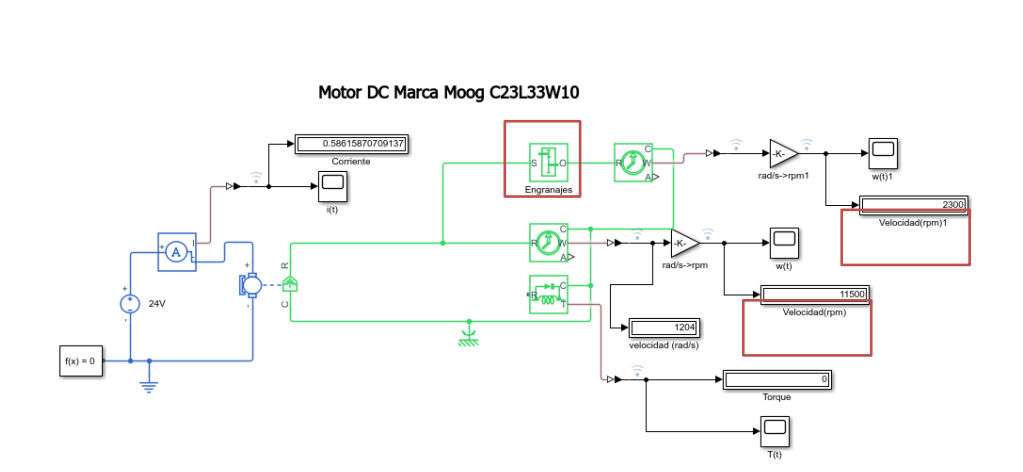 Motor DC Marca Moog C23L33W10
0.58615870709137
Corriente
i(t)
I
A
+
-
+
-
24V
+
-
f(x) = 0
R
C
S
O
Engranajes
R
C
W
A
-K-
rad/s->rpm1
w(t)1
2300
Velocidad(rpm)1
R
C
W
A
-K-
rad/s->rpm
w(t)
11500
Velocidad(rpm)
R
C
T
1204
velocidad (rad/s)
0
Torque
T(t)